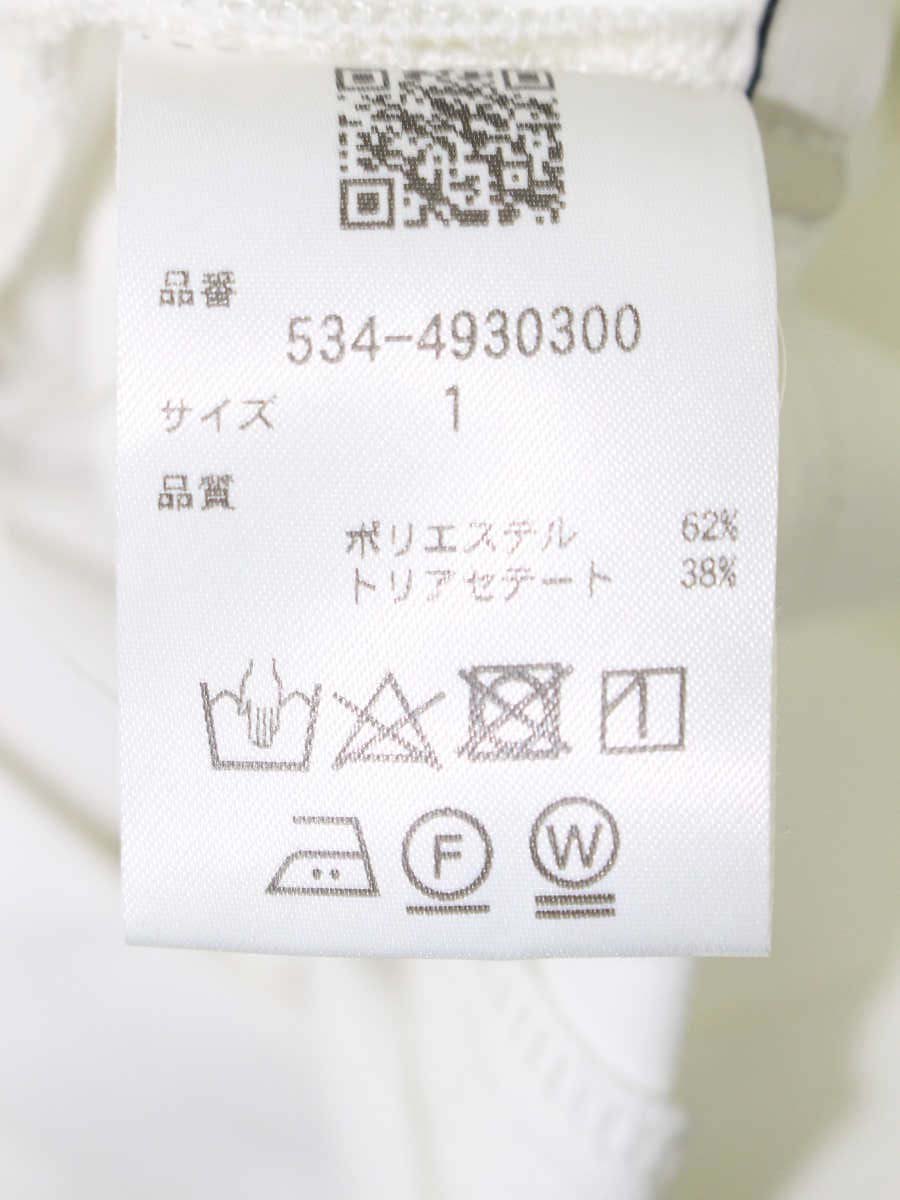 品番
534-4930300
サイズ 1
品質
ポリエステル 62%
トリアセテート 38%
F W